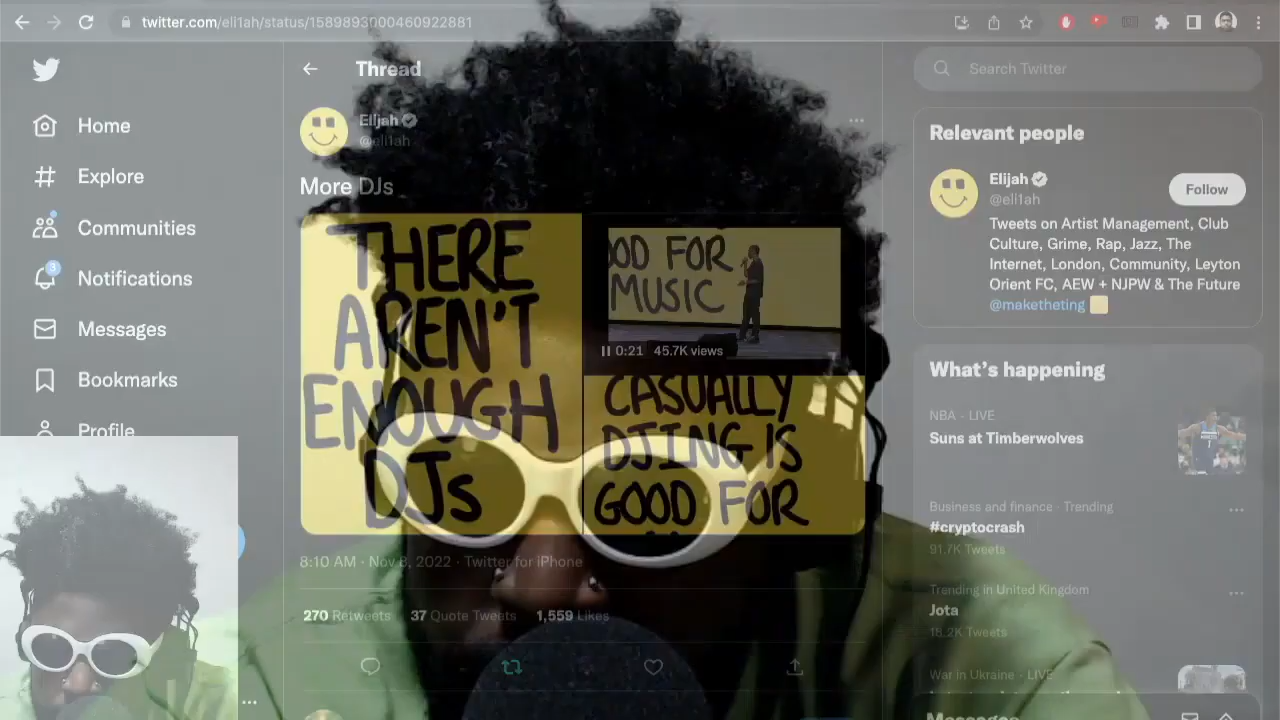 twitter.com/eli1ah/status/1589893000460922881
Home
Explore
Communities
3
Notifications
Messages
Bookmarks
Profile
Thread
Elijah
@eli1ah
More DJs
THERE
AREN'T
ENOUGH
DJs
OOD FOR
MUSIC
0:21 45.7K views
CASUALLY
DJING IS
GOOD FOR
8:10 AM · Nov 8, 2022 · Twitter for iPhone
270 Retweets 37 Quote Tweets 1,559 Likes
Search Twitter
Relevant people
Elijah
@eli1ah
Follow
Tweets on Artist Management, Club
Culture, Grime, Rap, Jazz, The
Internet, London, Community, Leyton
Orient FC, AEW + NJPW & The Future
@maketheting
What's happening
NBA · LIVE
Suns at Timberwolves
Business and finance · Trending
#cryptocrash
91.7K Tweets
Trending in United Kingdom
Jota
15.2K Tweets
War in Ukraine · LIVE
Messages